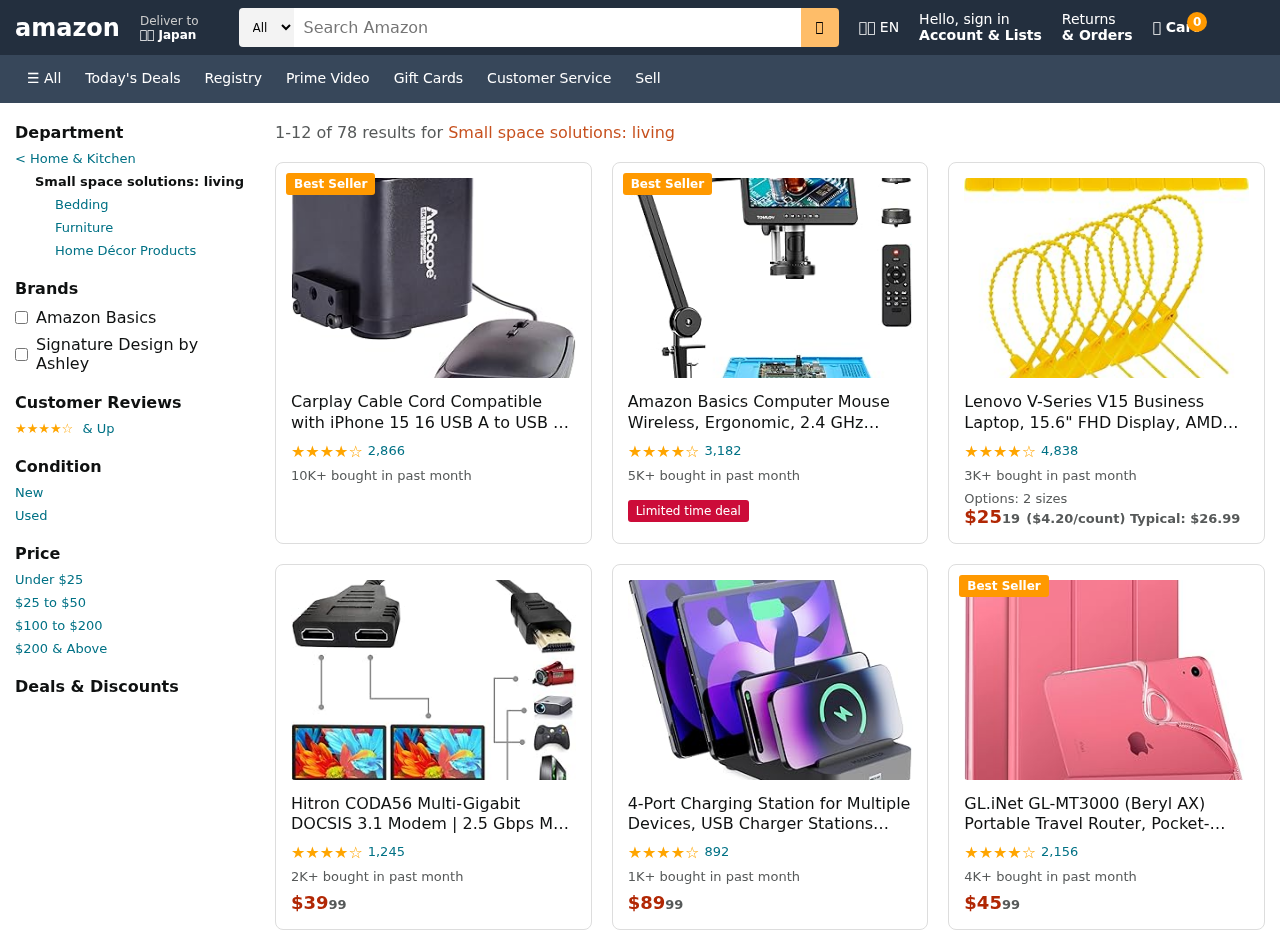 amazon
Deliver to
Japan
All
Search Amazon
EN
Hello, sign in
Account & Lists
Returns
& Orders
Car
0
☰ All
Today's Deals
Registry
Prime Video
Gift Cards
Customer Service
Sell
Department
< Home & Kitchen
Small space solutions: living
Bedding
Furniture
Home Décor Products
Brands
Amazon Basics
Signature Design by
Ashley
Customer Reviews
★★★★☆ & Up
Condition
New
Used
Price
Under $25
$25 to $50
$100 to $200
$200 & Above
Deals & Discounts
1-12 of 78 results for Small space solutions: living
Best Seller
AmScope
Carplay Cable Cord Compatible
with iPhone 15 16 USB A to USB ...
★★★★☆ 2,866
10K+ bought in past month
Best Seller
TOMLOV
Amazon Basics Computer Mouse
Wireless, Ergonomic, 2.4 GHz...
★★★★☆ 3,182
5K+ bought in past month
Limited time deal
Lenovo V-Series V15 Business
Laptop, 15.6" FHD Display, AMD...
★★★★☆ 4,838
3K+ bought in past month
Options: 2 sizes
$2519 ($4.20/count) Typical: $26.99
Hitron CODA56 Multi-Gigabit
DOCSIS 3.1 Modem | 2.5 Gbps M...
★★★★☆ 1,245
2K+ bought in past month
$3999
4-Port Charging Station for Multiple
Devices, USB Charger Stations...
★★★★☆ 892
1K+ bought in past month
$8999
Best Seller
GL.iNet GL-MT3000 (Beryl AX)
Portable Travel Router, Pocket-...
★★★★☆ 2,156
4K+ bought in past month
$4599